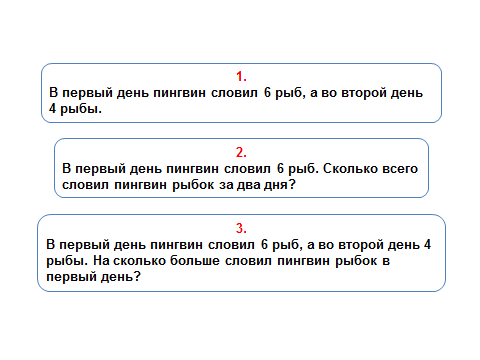 1.
В первый день пингвин словил 6 рыб, а во второй день
4 рыбы.
2.
В первый день пингвин словил 6 рыб. Сколько всего
словил пингвин рыбок за два дня?
3.
В первый день пингвин словил 6 рыб, а во второй день 4
рыбы. На сколько больше словил пингвин рыбок в
первый день?